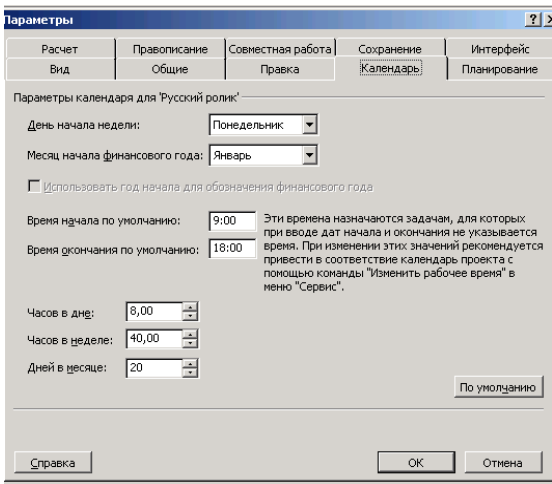 Параметры
Расчет Правописание Совместная работа Сохранение Интерфейс
Вид Общие Правка Календарь Планирование
Параметры календаря для 'Русский ролик'
День начала недели: Понедельник
Месяц начала финансового года: Январь
Использовать год начала для обозначения финансового года
Время начала по умолчанию: 9:00
Время окончания по умолчанию: 18:00
Эти времена назначаются задачам, для которых
при вводе дат начала и окончания не указывается
время. При изменении этих значений рекомендуется
привести в соответствие календарь проекта с
помощью команды "Изменить рабочее время" в
меню "Сервис".
Часов в дне: 8,00
Часов в неделе: 40,00
Дней в месяце: 20
По умолчанию
Справка ОК Отмена